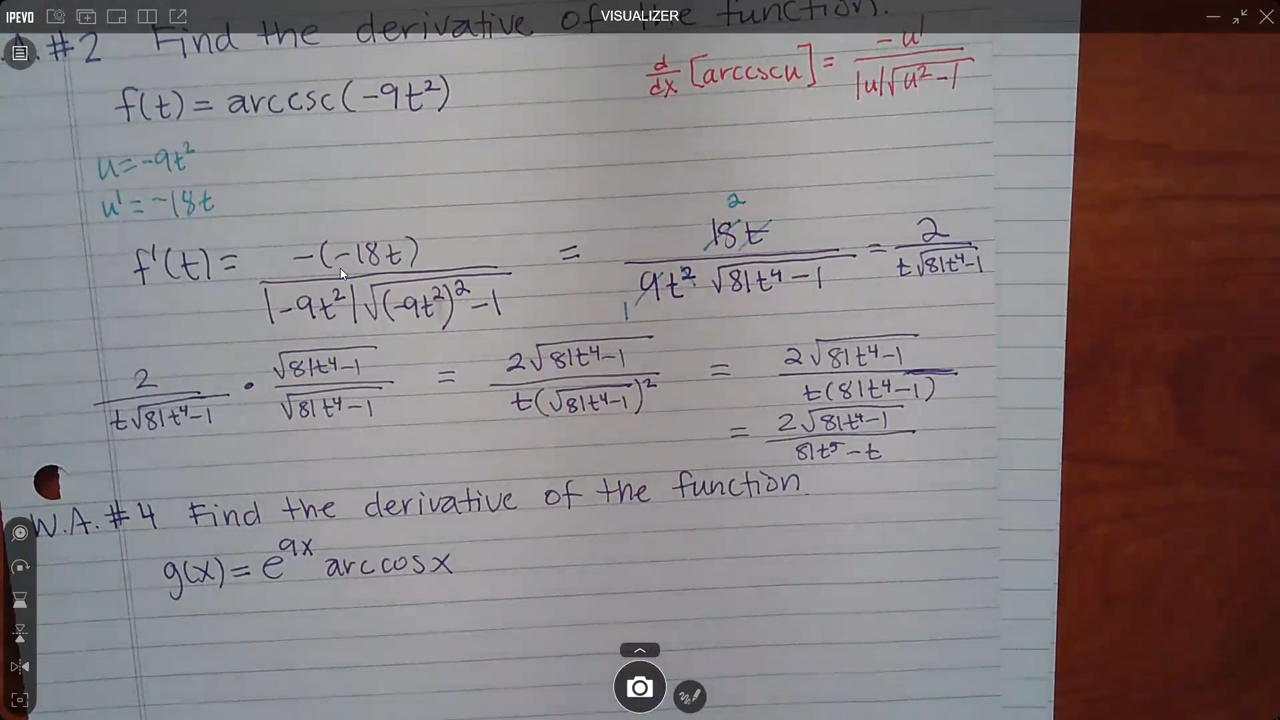 IPEVO VISUALIZER
A. #2 Find the derivative of the function.
d/dx [arccsc u] = -u' / |u|√u² - 1
f(t) = arccsc(-9t²)
u = -9t²
u' = -18t
f'(t) = -(-18t) / |-9t²|√(-9t²)² - 1 = 18t / 9t² √81t⁴ - 1 = 2 / t√81t⁴-1
2
1
2 / t√81t⁴-1 · √81t⁴-1 / √81t⁴-1 = 2√81t⁴-1 / t(√81t⁴-1)² = 2√81t⁴-1 / t(81t⁴-1)
= 2√81t⁴-1 / 81t⁵ - t
W.A. #4 Find the derivative of the function.
g(x) = e^9x arccos x